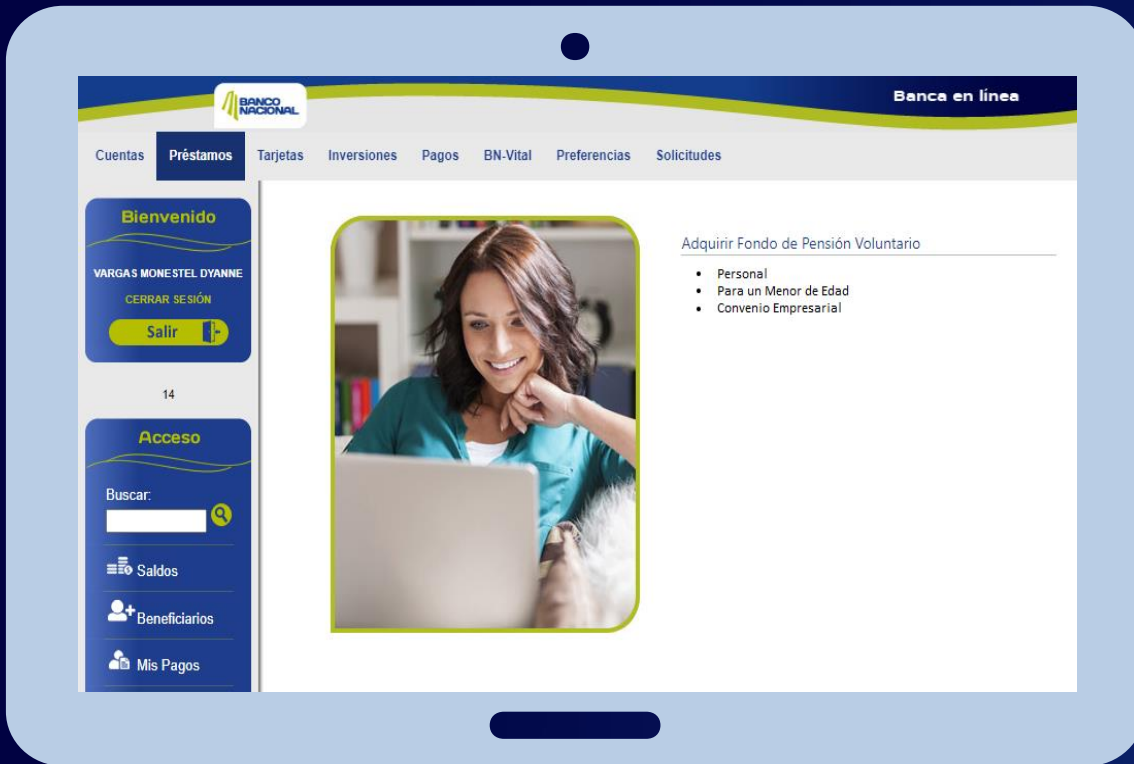 BANCO
NACIONAL
Banca en línea
Cuentas Préstamos Tarjetas Inversiones Pagos BN-Vital Preferencias Solicitudes
Bienvenido
VARGAS MONESTEL DYANNE
CERRAR SESIÓN
Salir
14
Acceso
Buscar:
Saldos
Beneficiarios
Mis Pagos
Adquirir Fondo de Pensión Voluntario
• Personal
• Para un Menor de Edad
• Convenio Empresarial